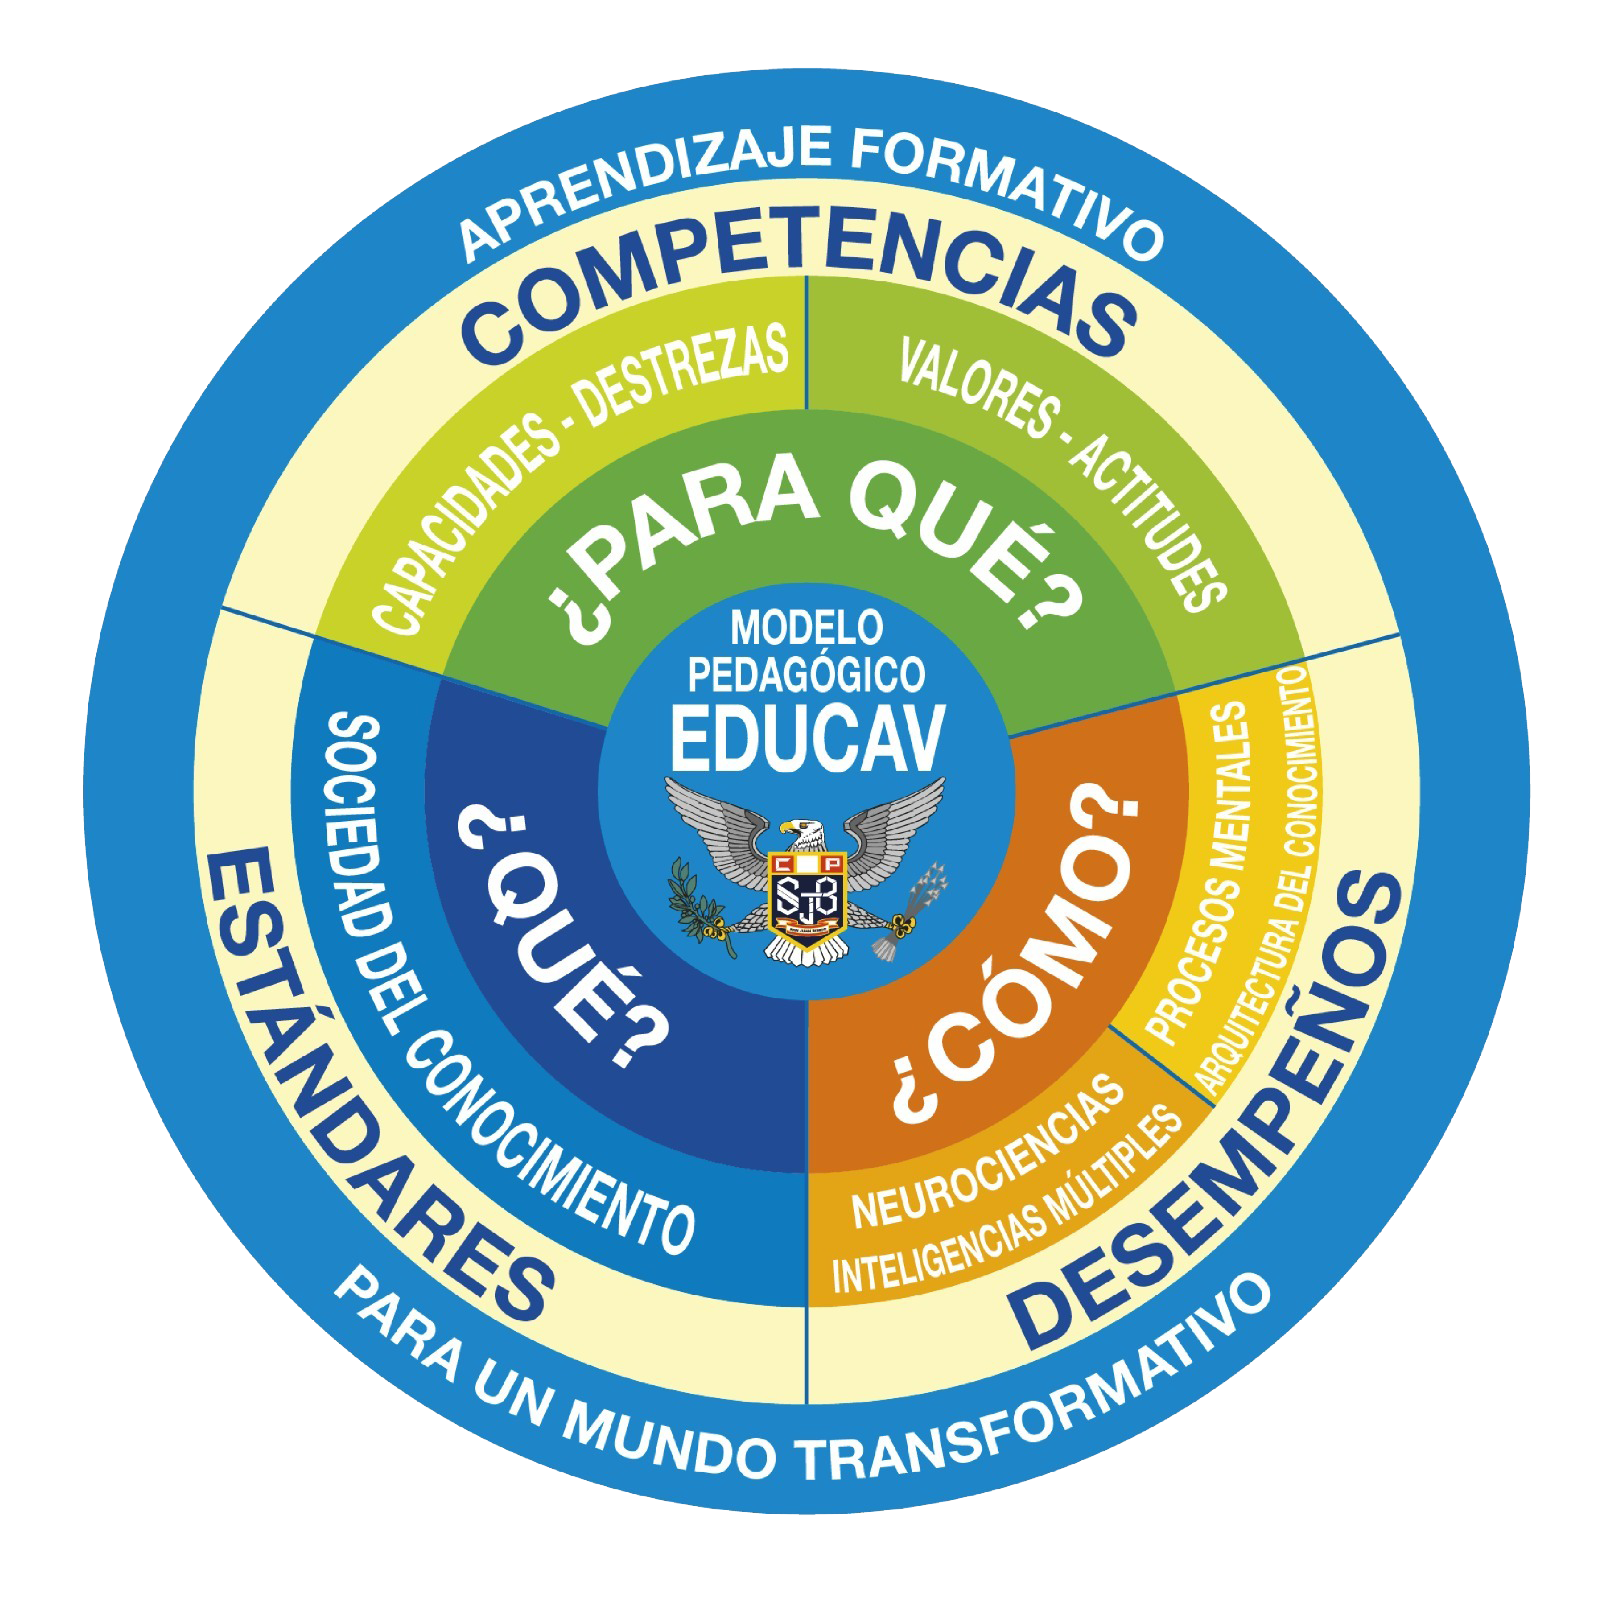 APRENDIZAJE FORMATIVO
COMPETENCIAS
CAPACIDADES - DESTREZAS
VALORES - ACTITUDES
¿PARA QUÉ?
MODELO
PEDAGÓGICO
EDUCAV
C P
SJB
¿QUÉ?
SOCIEDAD DEL CONOCIMIENTO
ESTÁNDARES
¿CÓMO?
PROCESOS MENTALES
ARQUITECTURA DEL CONOCIMIENTO
NEUROCIENCIAS
INTELIGENCIAS MÚLTIPLES
DESEMPEÑOS
PARA UN MUNDO TRANSFORMATIVO